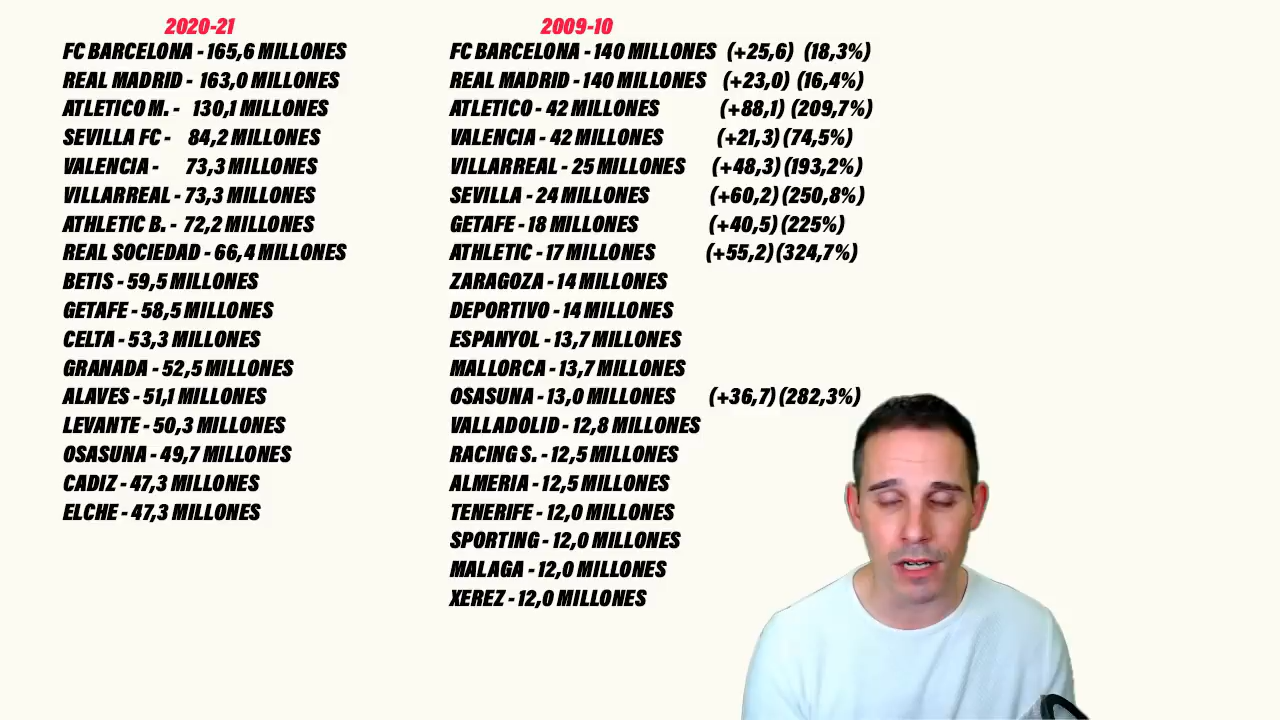 2020-21
FC BARCELONA - 165,6 MILLONES
REAL MADRID - 163,0 MILLONES
ATLETICO M. - 130,1 MILLONES
SEVILLA FC - 84,2 MILLONES
VALENCIA - 73,3 MILLONES
VILLARREAL - 73,3 MILLONES
ATHLETIC B. - 72,2 MILLONES
REAL SOCIEDAD - 66,4 MILLONES
BETIS - 59,5 MILLONES
GETAFE - 58,5 MILLONES
CELTA - 53,3 MILLONES
GRANADA - 52,5 MILLONES
ALAVES - 51,1 MILLONES
LEVANTE - 50,3 MILLONES
OSASUNA - 49,7 MILLONES
CADIZ - 47,3 MILLONES
ELCHE - 47,3 MILLONES
2009-10
FC BARCELONA - 140 MILLONES (+25,6) (18,3%)
REAL MADRID - 140 MILLONES (+23,0) (16,4%)
ATLETICO - 42 MILLONES (+88,1) (209,7%)
VALENCIA - 42 MILLONES (+21,3) (74,5%)
VILLARREAL - 25 MILLONES (+48,3) (193,2%)
SEVILLA - 24 MILLONES (+60,2) (250,8%)
GETAFE - 18 MILLONES (+40,5) (225%)
ATHLETIC - 17 MILLONES (+55,2) (324,7%)
ZARAGOZA - 14 MILLONES
DEPORTIVO - 14 MILLONES
ESPANYOL - 13,7 MILLONES
MALLORCA - 13,7 MILLONES
OSASUNA - 13,0 MILLONES (+36,7) (282,3%)
VALLADOLID - 12,8 MILLONES
RACING S. - 12,5 MILLONES
ALMERIA - 12,5 MILLONES
TENERIFE - 12,0 MILLONES
SPORTING - 12,0 MILLONES
MALAGA - 12,0 MILLONES
XEREZ - 12,0 MILLONES